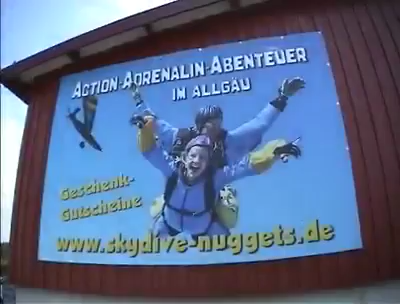 ACTION-ADRENALIN-ABENTEUER
IM ALLGÄU
Geschenk-
Gutscheine
www.skydive-nuggets.de